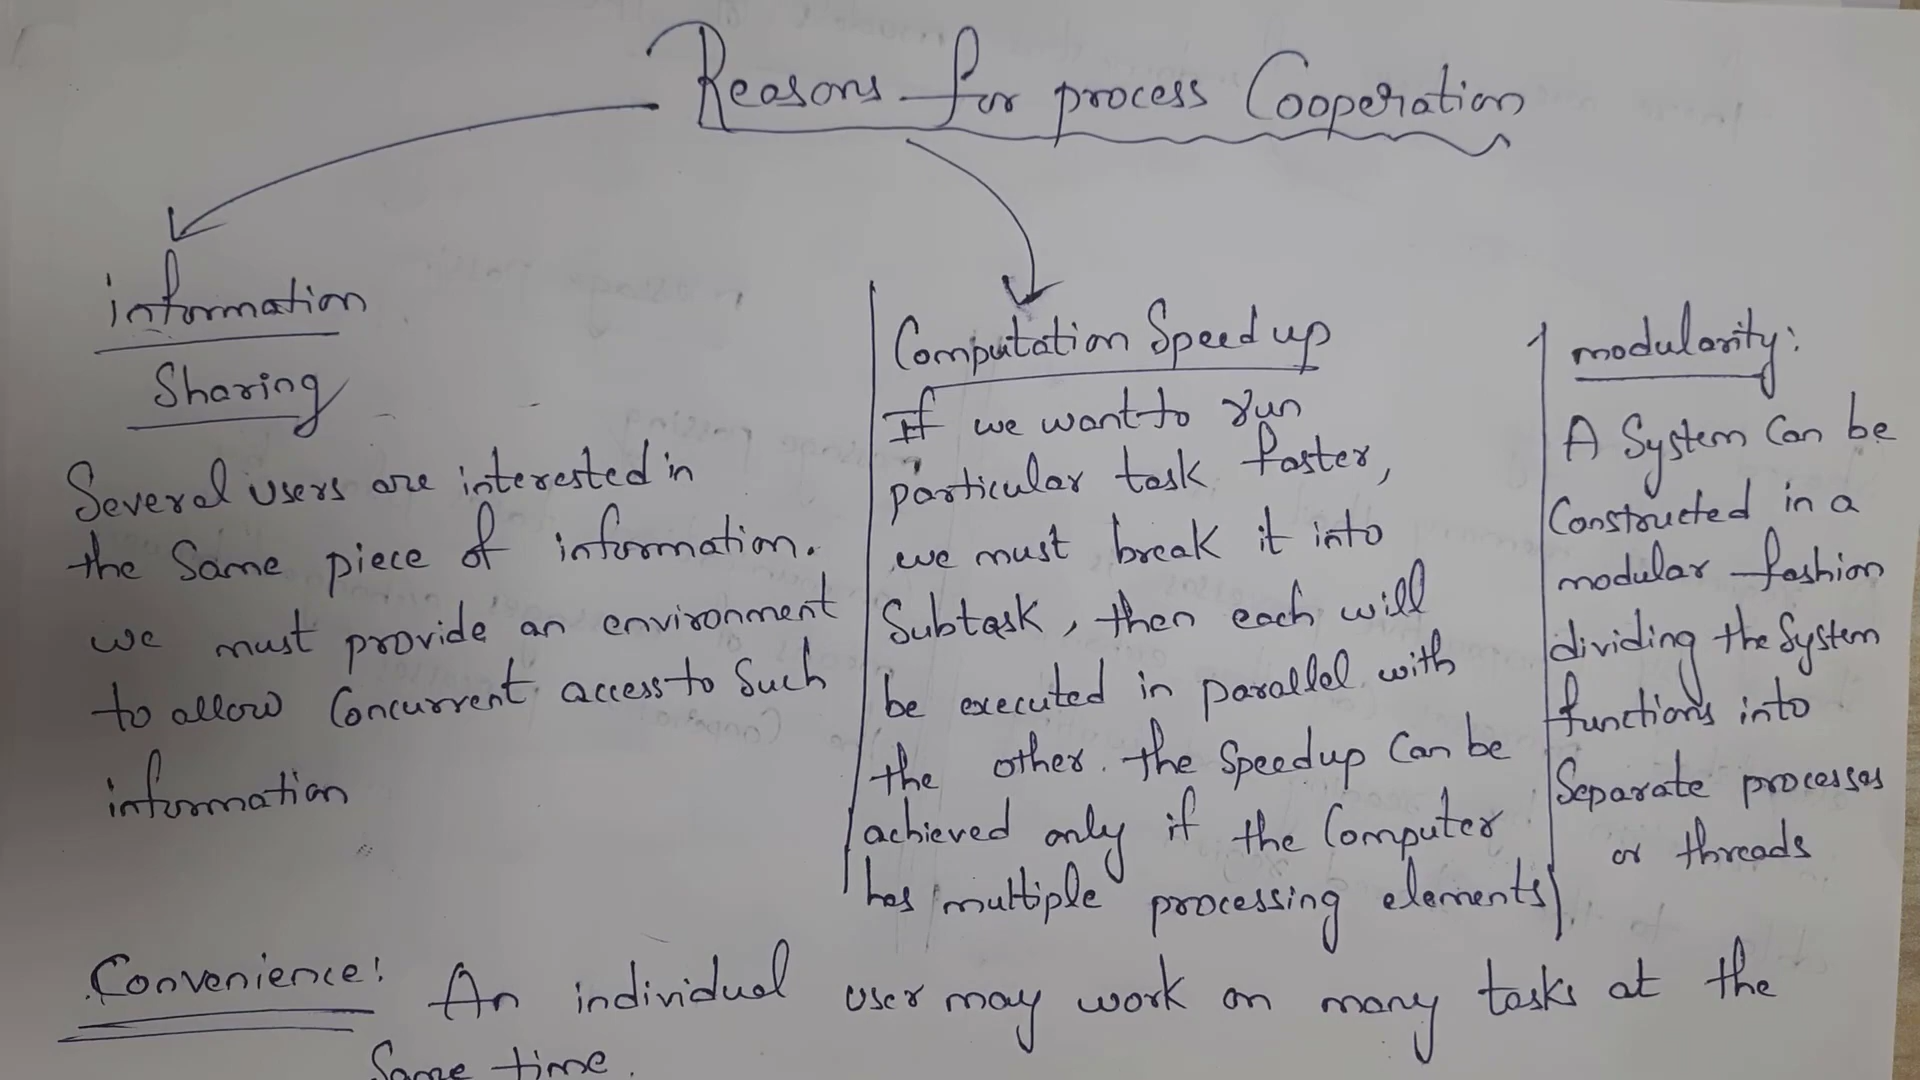 Reasons for process Cooperation
information
Sharing
Several users are interested in
the Same piece of information.
we must provide an environment
to allow Concurrent access to Such
information
Computation Speed up
If we want to run
particular task faster,
we must break it into
Subtask, then each will
be executed in parallel with
the other. the speedup Can be
achieved only if the Computer
has multiple processing elements
modularity:
A System Can be
Constructed in a
modular fashion
dividing the System
functions into
Separate processes
or threads
Convenience: An individual user may work on many tasks at the
Same time.